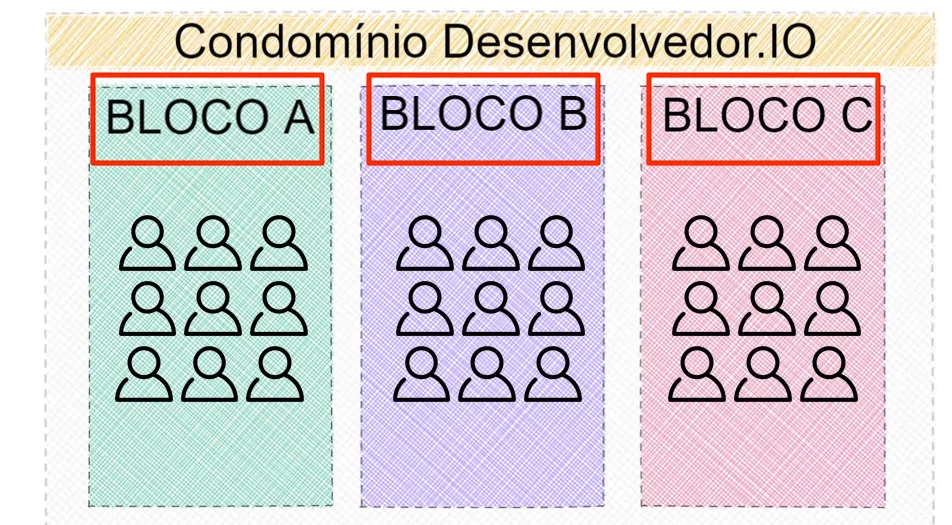 Condomínio Desenvolvedor.IO
BLOCO A
BLOCO B
BLOCO C